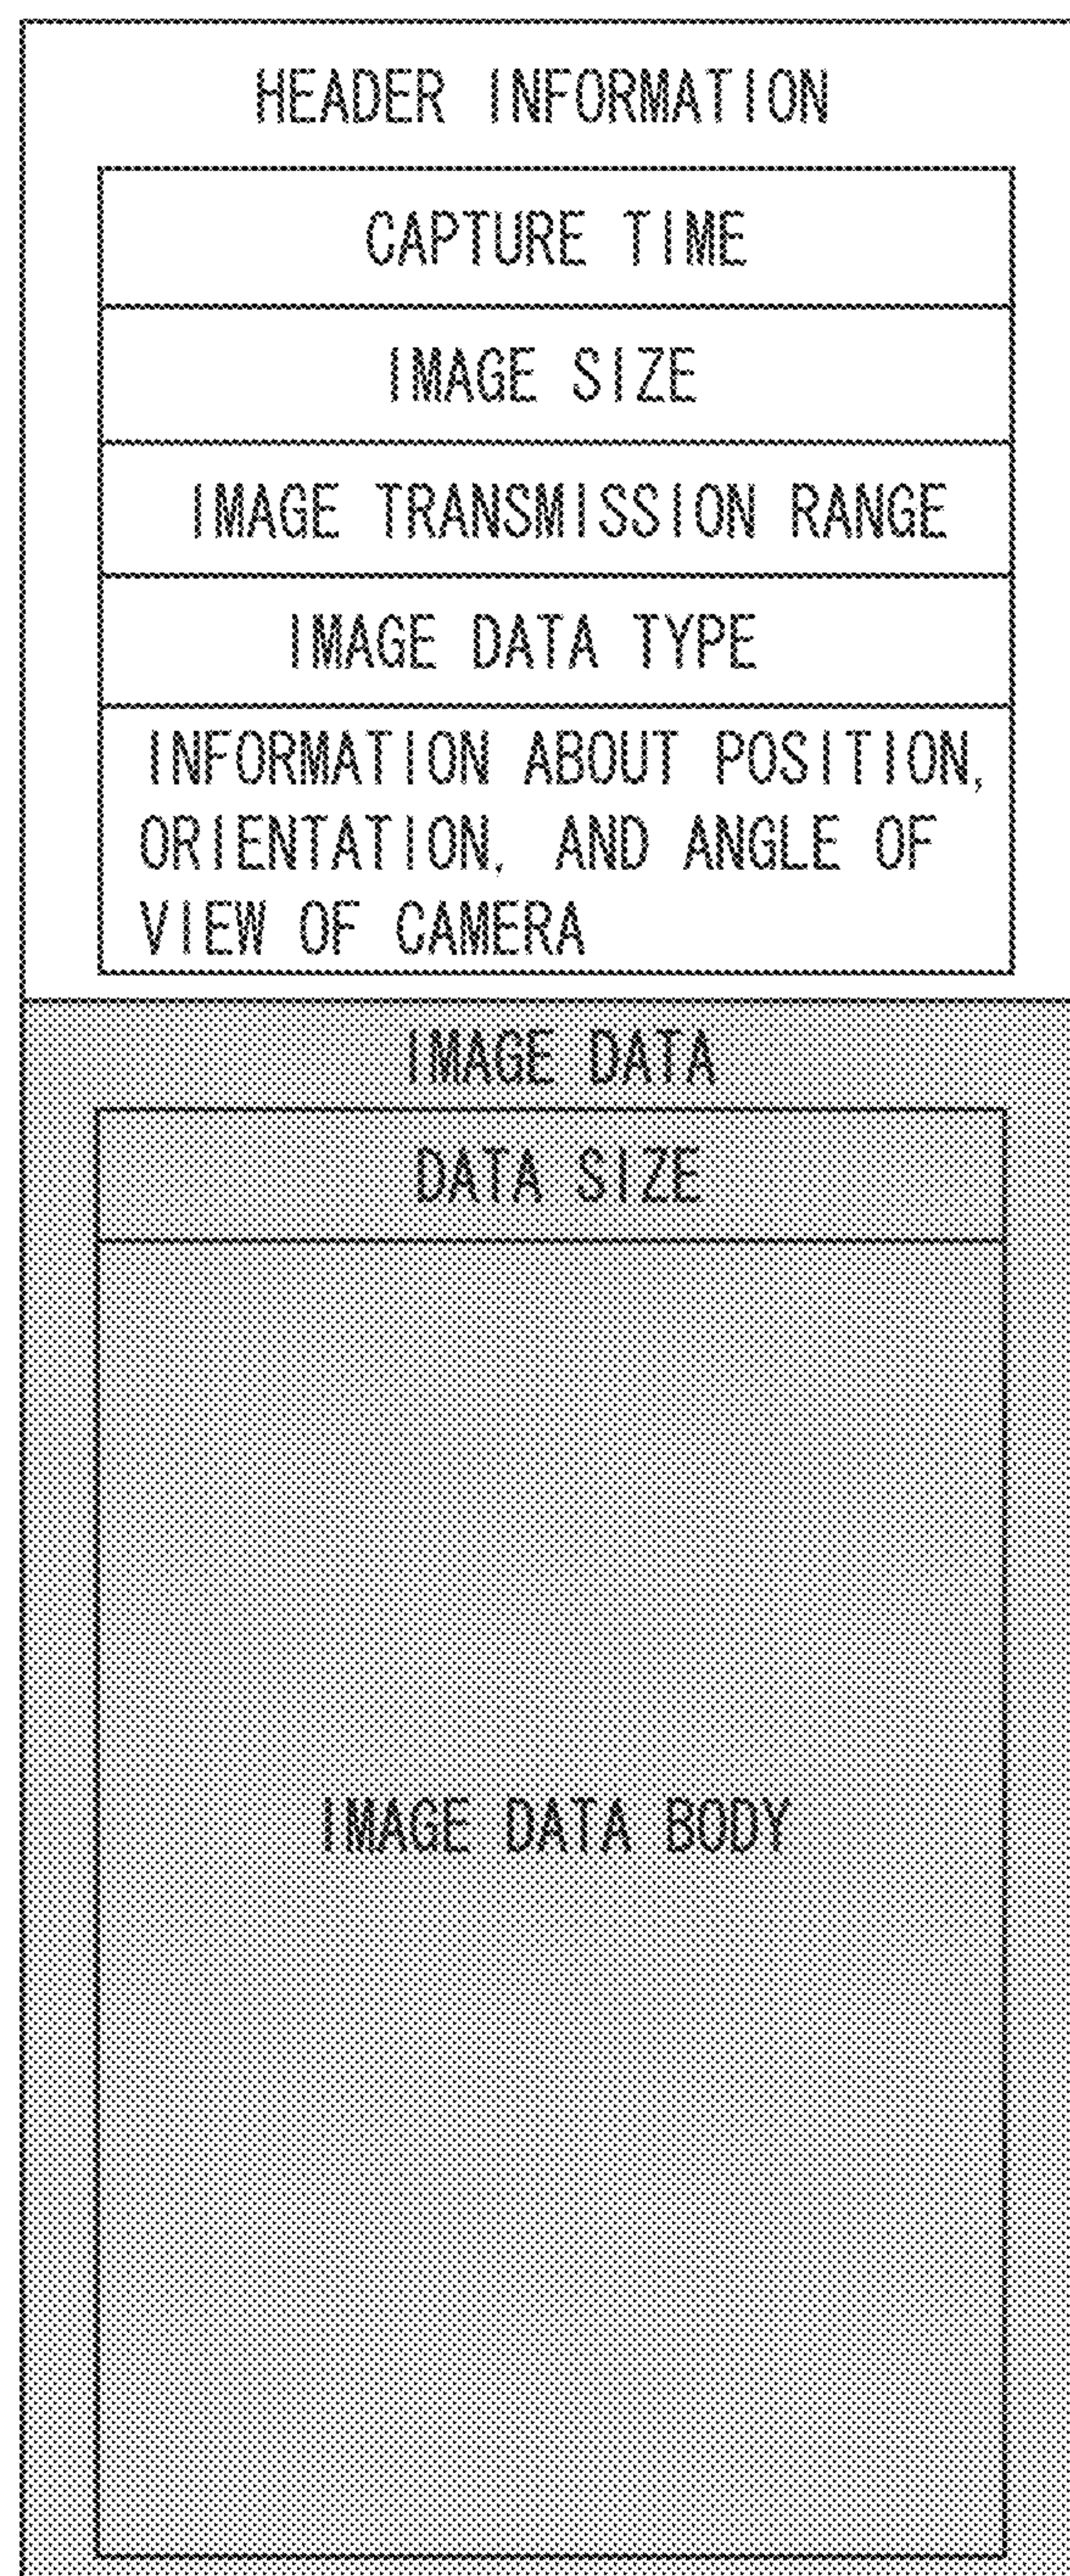 HEADER INFORMATION
CAPTURE TIME
IMAGE SIZE
IMAGE TRANSMISSION RANGE
IMAGE DATA TYPE
INFORMATION ABOUT POSITION,
ORIENTATION, AND ANGLE OF
VIEW OF CAMERA
IMAGE DATA
DATA SIZE
IMAGE DATA BODY